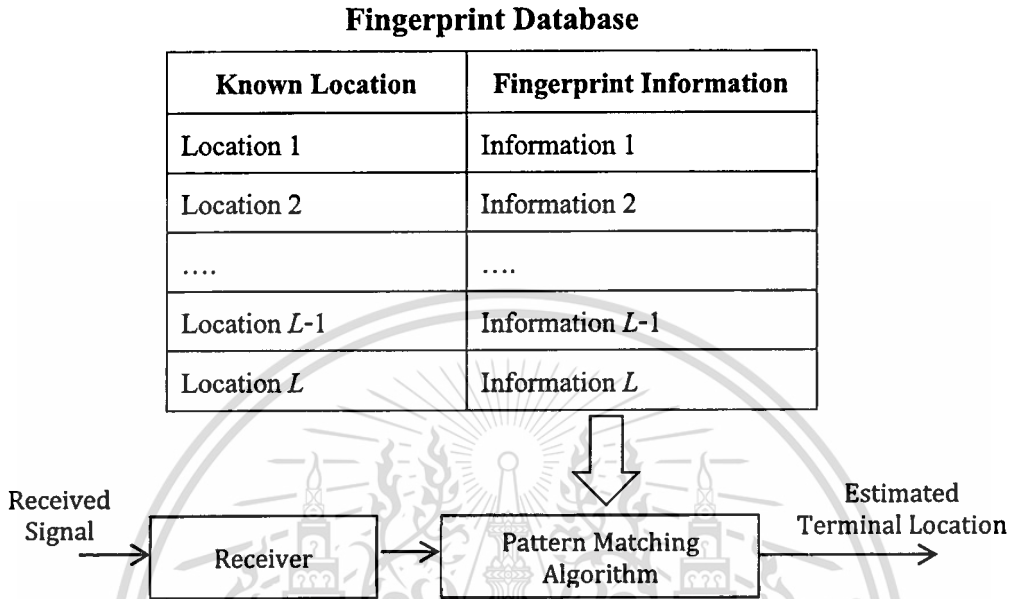 Fingerprint Database
Known Location Fingerprint Information
Location 1 Information 1
Location 2 Information 2
.... ....
Location L-1 Information L-1
Location L Information L
Received
Signal
Receiver
Pattern Matching
Algorithm
Estimated
Terminal Location